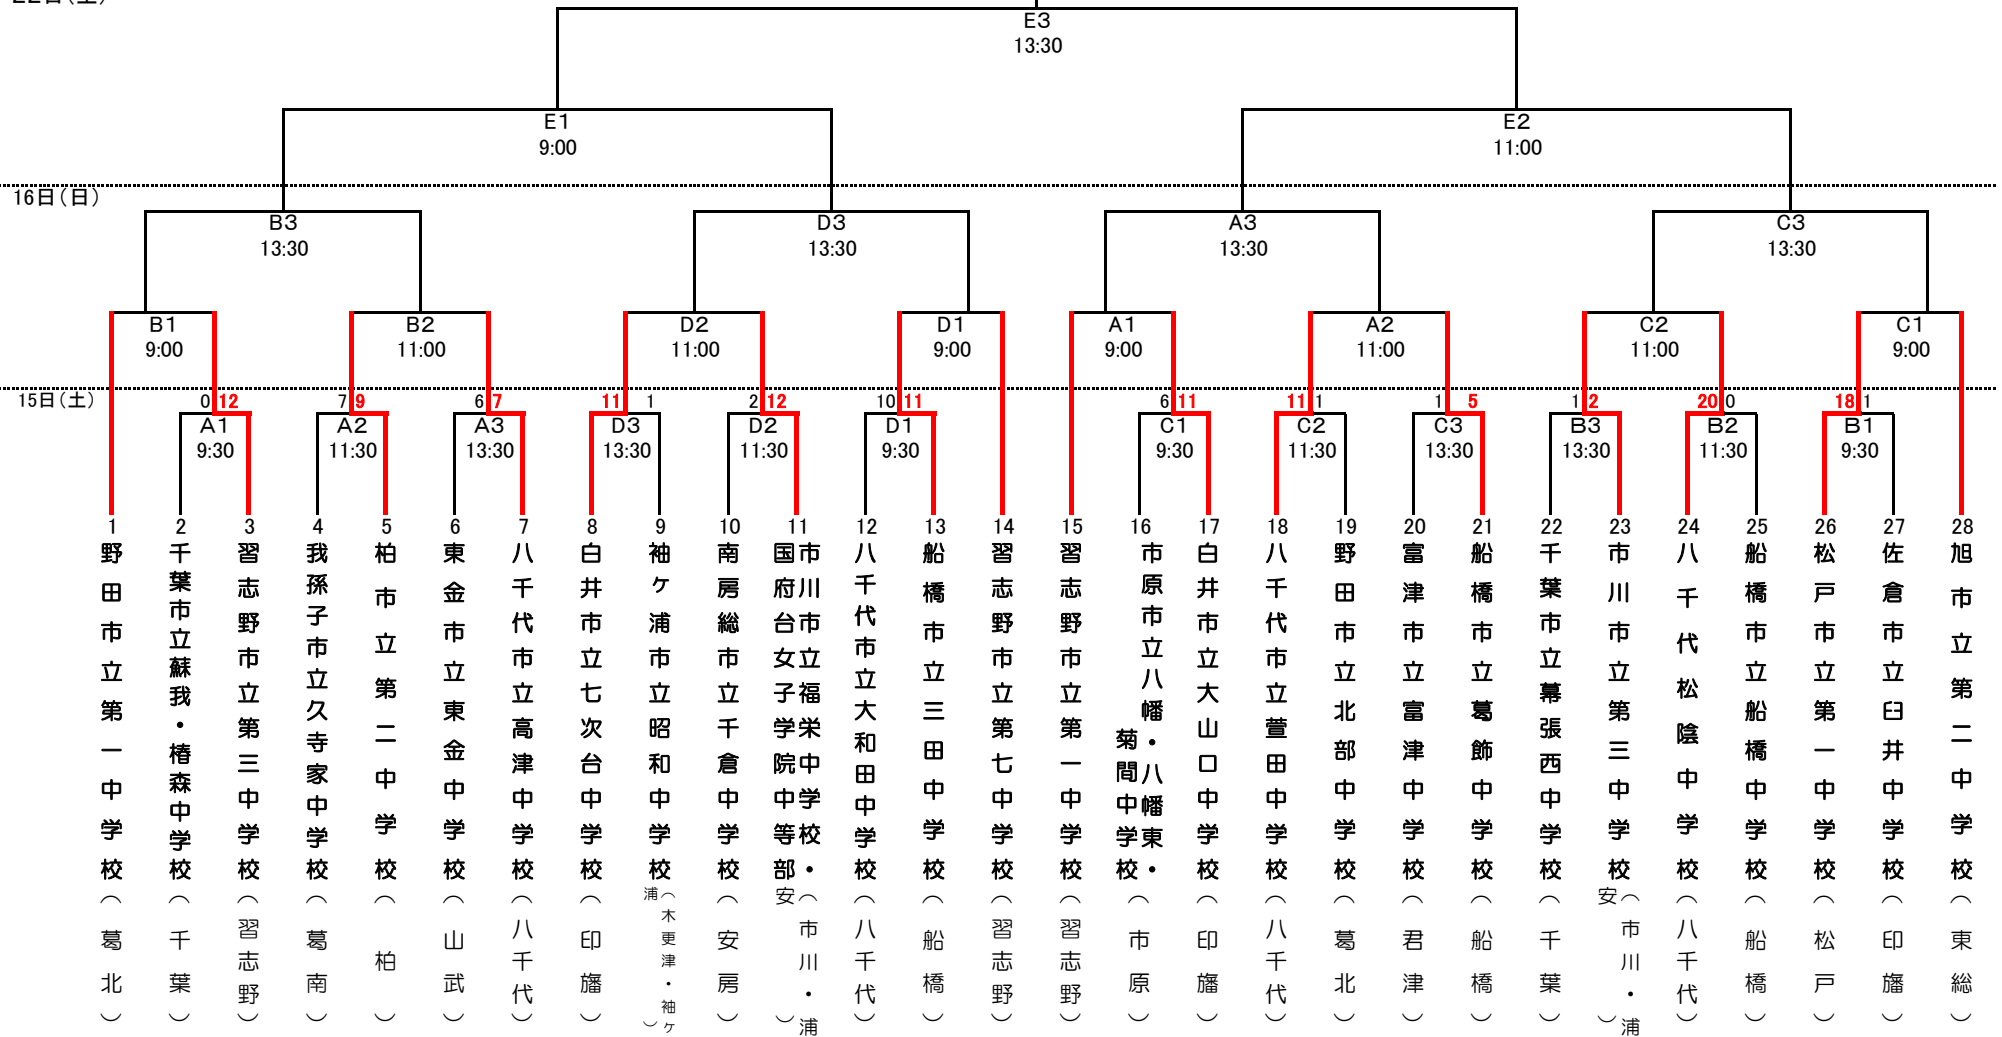 22日(土)
E3
13:30
E1
9:00
E2
11:00
16日(日)
B3
13:30
D3
13:30
A3
13:30
C3
13:30
B1
9:00
B2
11:00
D2
11:00
D1
9:00
A1
9:00
A2
11:00
C2
11:00
C1
9:00
15日(土)
0 12
A1
9:30
7 9
A2
11:30
6 7
A3
13:30
11 1
D3
13:30
2 12
D2
11:30
10 11
D1
9:30
6 11
C1
9:30
11 1
C2
11:30
1 5
C3
13:30
1 2
B3
13:30
20 0
B2
11:30
18 1
B1
9:30
1 野田市立第一中学校(葛北)
2 千葉市立蘇我・椿森中学校(千葉)
3 習志野市立第三中学校(習志野)
4 我孫子市立久寺家中学校(葛南)
5 柏市立第二中学校(柏)
6 東金市立東金中学校(山武)
7 八千代市立高津中学校(八千代)
8 白井市立七次台中学校(印旛)
9 袖ケ浦市立昭和中学校(木更津・袖ケ浦)
10 南房総市立千倉中学校(安房)
11 市川市立福栄中学校・
国府台女子学院中等部(市川・浦安)
12 八千代市立大和田中学校(八千代)
13 船橋市立三田中学校(船橋)
14 習志野市立第七中学校(習志野)
15 習志野市立第一中学校(習志野)
16 市原市立八幡・八幡東・
菊間中学校(市原)
17 白井市立大山口中学校(印旛)
18 八千代市立萱田中学校(八千代)
19 野田市立北部中学校(葛北)
20 富津市立富津中学校(君津)
21 船橋市立葛飾中学校(船橋)
22 千葉市立幕張西中学校(千葉)
23 市川市立第三中学校(市川・浦安)
24 八千代松陰中学校(八千代)
25 船橋市立船橋中学校(船橋)
26 松戸市立第一中学校(松戸)
27 佐倉市立臼井中学校(印旛)
28 旭市立第二中学校(東総)